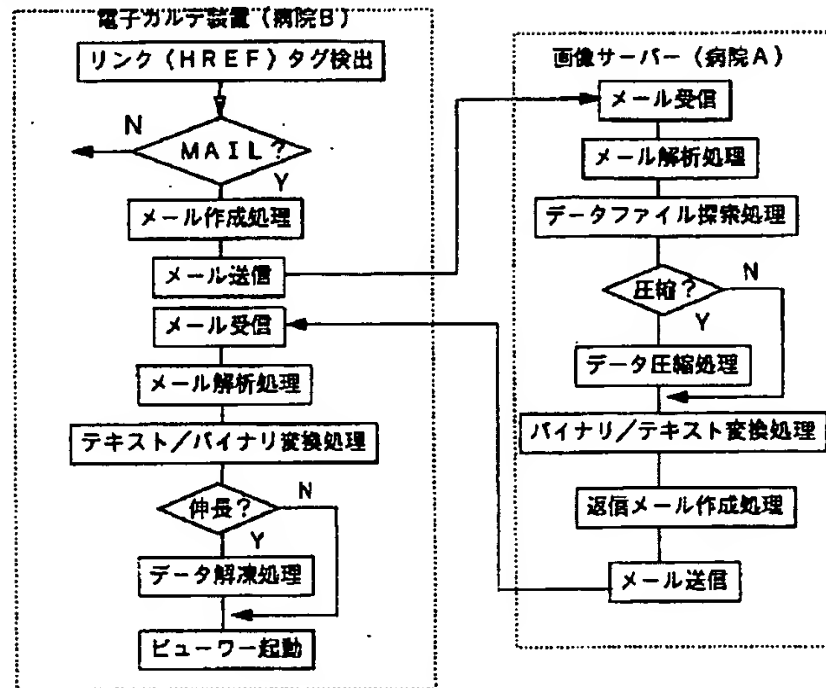 電子カルテ装置(病院B)
リンク(HREF)タグ検出
MAIL?
N
Y
メール作成処理
メール送信
メール受信
メール解析処理
テキスト/バイナリ変換処理
伸長?
N
Y
データ解凍処理
ビューワー起動
画像サーバー(病院A)
メール受信
メール解析処理
データファイル探索処理
圧縮?
N
Y
データ圧縮処理
バイナリ/テキスト変換処理
返信メール作成処理
メール送信